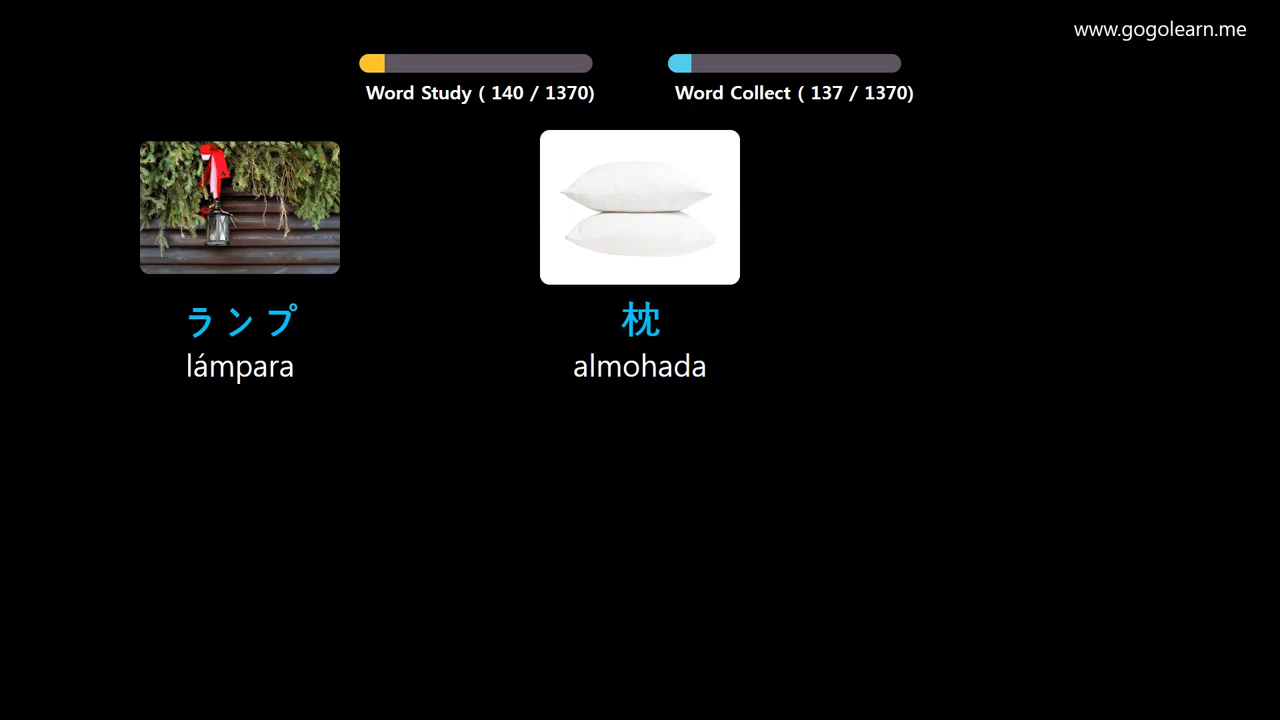 www.gogolearn.me
Word Study ( 140 / 1370)
Word Collect ( 137 / 1370)
ランプ
lámpara
枕
almohada